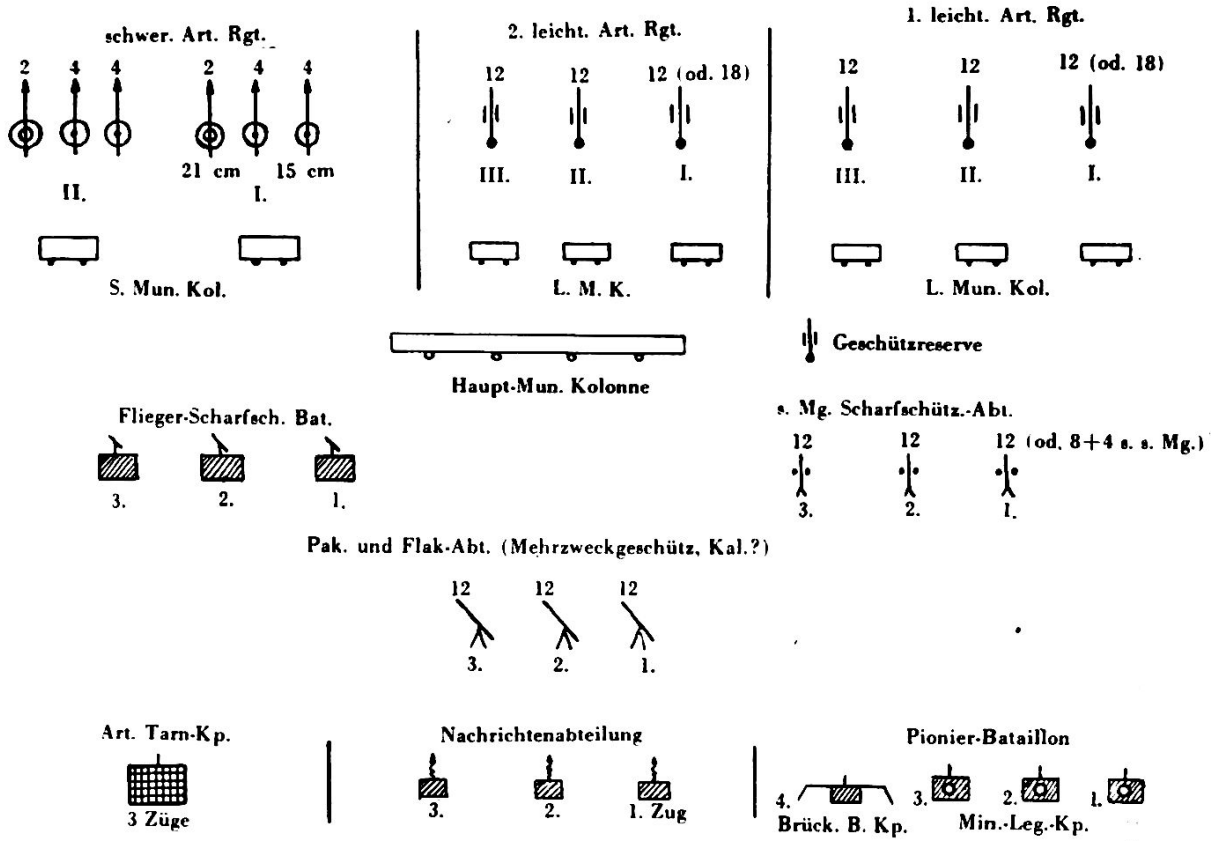 schwer. Art. Rgt.
2. leicht. Art. Rgt.
1. leicht. Art. Rgt.
2 4 4 2 4 4
12 12 12 (od. 18)
12 12 12 (od. 18)
21 cm 15 cm
II. I.
III. II. I.
III. II. I.
S. Mun. Kol.
L. M. K.
L. Mun. Kol.
Haupt-Mun. Kolonne
Geschützreserve
Flieger-Scharfsch. Bat.
3. 2. 1.
s. Mg. Scharfschütz.-Abt.
12 12 12 (od. 8+4 s. s. Mg.)
3. 2. 1.
Pak. und Flak-Abt. (Mehrzweckgeschütz, Kal.?)
12 12 12
3. 2. 1.
Art. Tarn-Kp.
3 Züge
Nachrichtenabteilung
3. 2. 1. Zug
Pionier-Bataillon
4. 3. 2. 1.
Brück. B. Kp. Min.-Leg.-Kp.